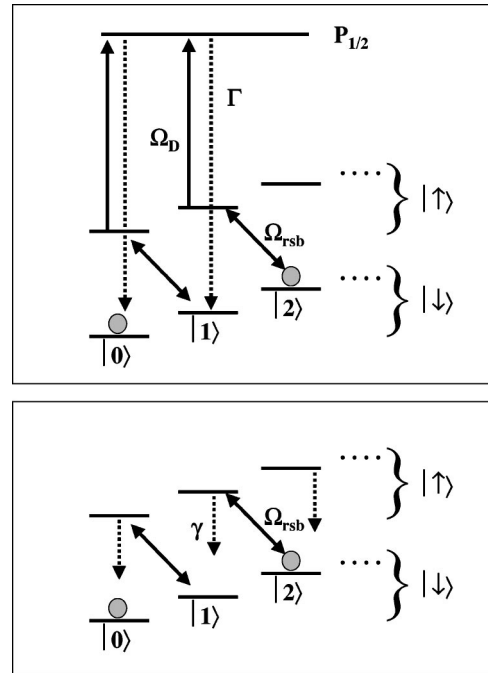 P1/2
Γ
ΩD
.... } |↑⟩
Ωrsb
.... } |↓⟩
|2⟩
|1⟩
|0⟩
.... } |↑⟩
γ Ωrsb
.... } |↓⟩
|2⟩
|1⟩
|0⟩